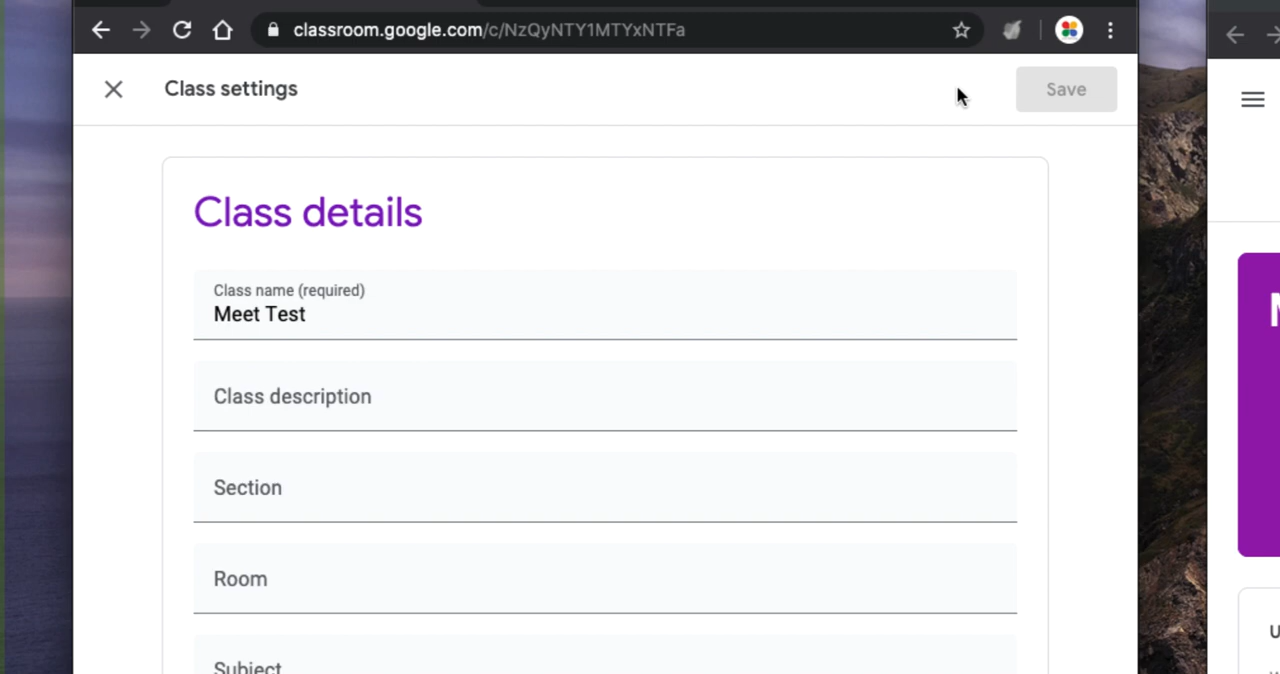 classroom.google.com/c/NzQyNTY1MTYxNTFa
Class settings
Save
Class details
Class name (required)
Meet Test
Class description
Section
Room
Subject